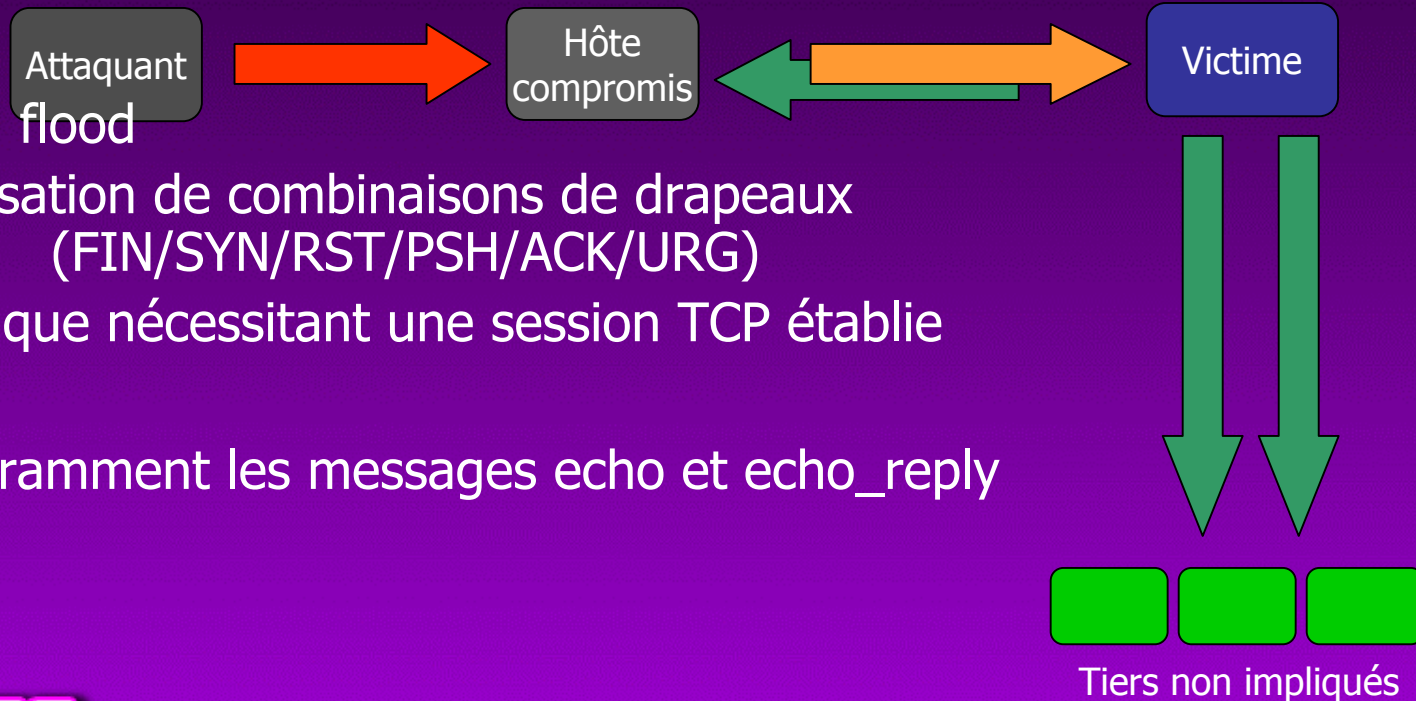 Attaquant
Hôte
compromis
Victime
flood
sation de combinaisons de drapeaux
(FIN/SYN/RST/PSH/ACK/URG)
que nécessitant une session TCP établie
ramment les messages echo et echo_reply
Tiers non impliqués